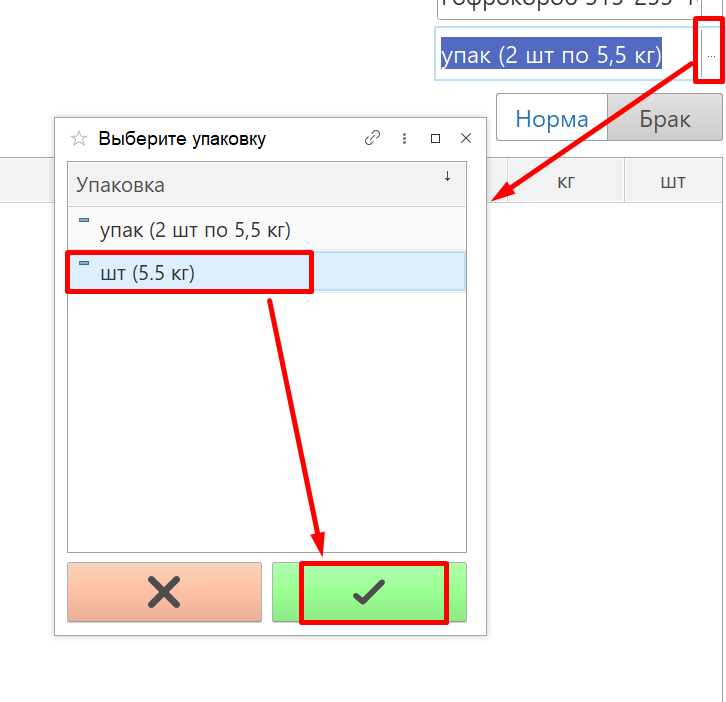 упак (2 шт по 5,5 кг)
...
Норма
Брак
Выберите упаковку
Упаковка
кг
шт
упак (2 шт по 5,5 кг)
шт (5.5 кг)